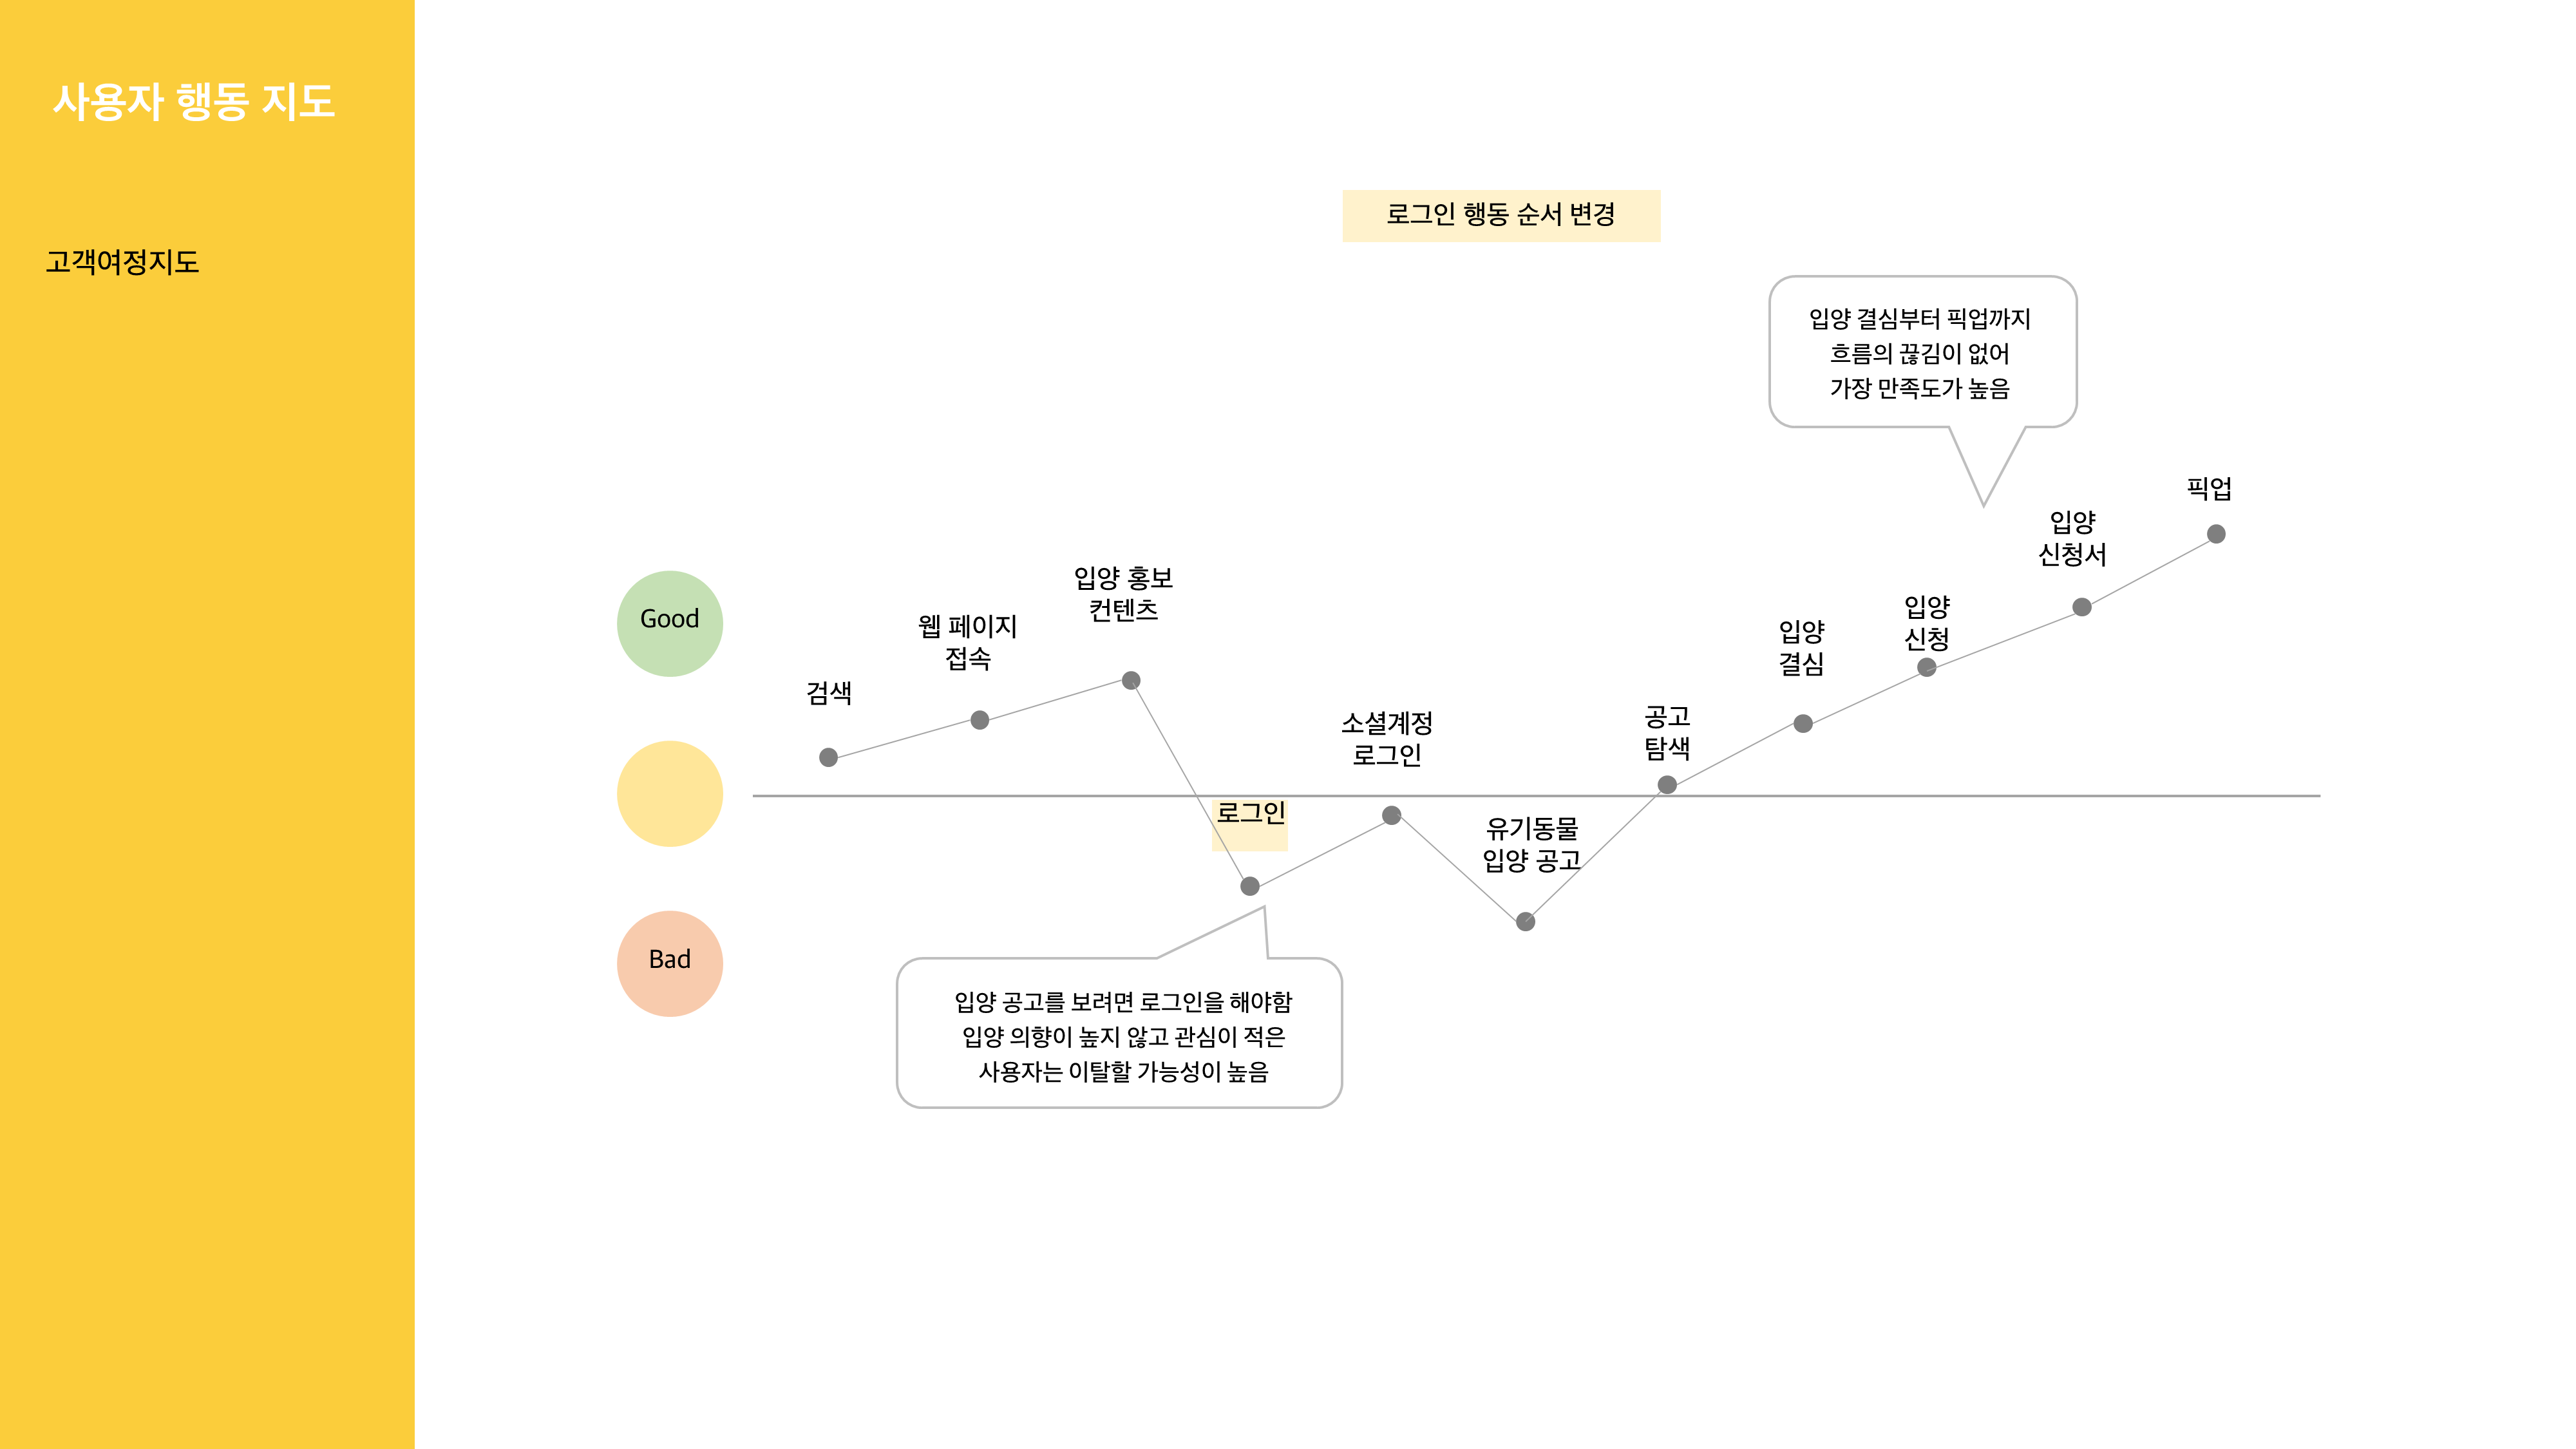 사용자 행동 지도
고객여정지도
로그인 행동 순서 변경
입양 결심부터 픽업까지
흐름의 끊김이 없어
가장 만족도가 높음
Good
Bad
검색
웹 페이지
접속
입양 홍보
컨텐츠
로그인
소셜계정
로그인
유기동물
입양 공고
공고
탐색
입양
결심
입양
신청
입양
신청서
픽업
입양 공고를 보려면 로그인을 해야함
입양 의향이 높지 않고 관심이 적은
사용자는 이탈할 가능성이 높음